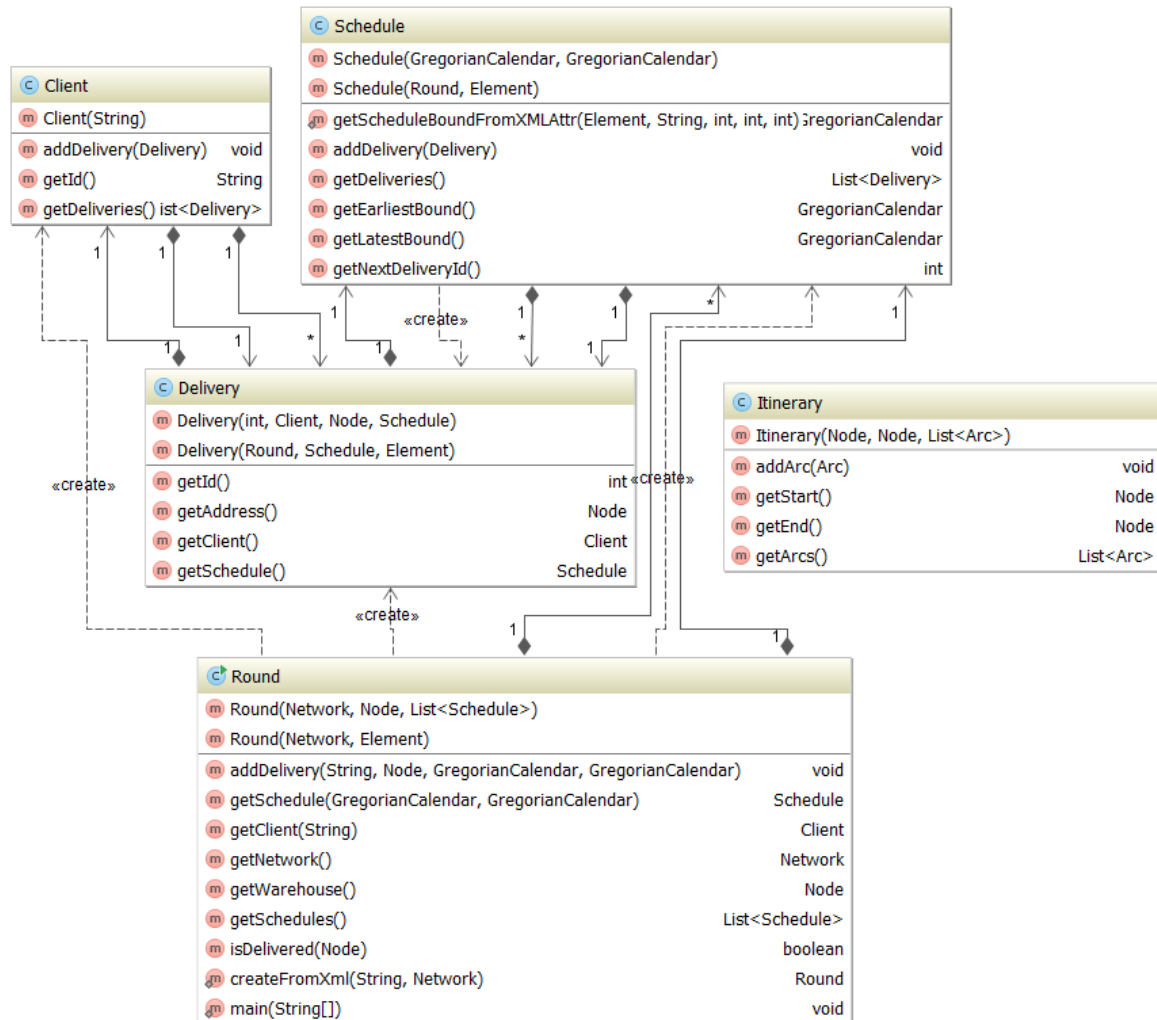 Schedule
Schedule(GregorianCalendar, GregorianCalendar)
Schedule(Round, Element)
getScheduleBoundFromXMLAttr(Element, String, int, int, int) GregorianCalendar
addDelivery(Delivery) void
getDeliveries() List<Delivery>
getEarliestBound() GregorianCalendar
getLatestBound() GregorianCalendar
getNextDeliveryId() int
Client
Client(String)
addDelivery(Delivery) void
getId() String
getDeliveries() ist<Delivery>
1 1 1 1 1 1 * 1
«create»
1 1 * 1 * 1
Delivery
Delivery(int, Client, Node, Schedule)
Delivery(Round, Schedule, Element)
getId() int
getAddress() Node
getClient() Client
getSchedule() Schedule
«create»
«create»
«create»
Itinerary
Itinerary(Node, Node, List<Arc>)
addArc(Arc) void
getStart() Node
getEnd() Node
getArcs() List<Arc>
1 1
Round
Round(Network, Node, List<Schedule>)
Round(Network, Element)
addDelivery(String, Node, GregorianCalendar, GregorianCalendar) void
getSchedule(GregorianCalendar, GregorianCalendar) Schedule
getClient(String) Client
getNetwork() Network
getWarehouse() Node
getSchedules() List<Schedule>
isDelivered(Node) boolean
createFromXml(String, Network) Round
main(String[]) void